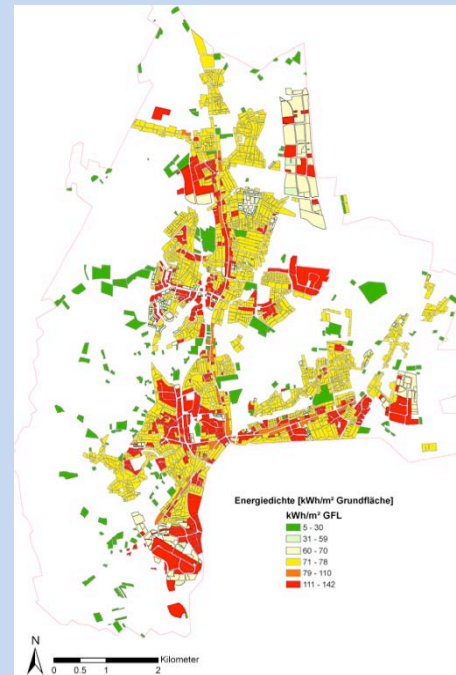 Energiedichte [kWh/m² Grundfläche]
kWh/m² GFL
5 - 30
31 - 59
60 - 70
71 - 78
79 - 110
111 - 142
N
Kilometer
0 0.5 1 2